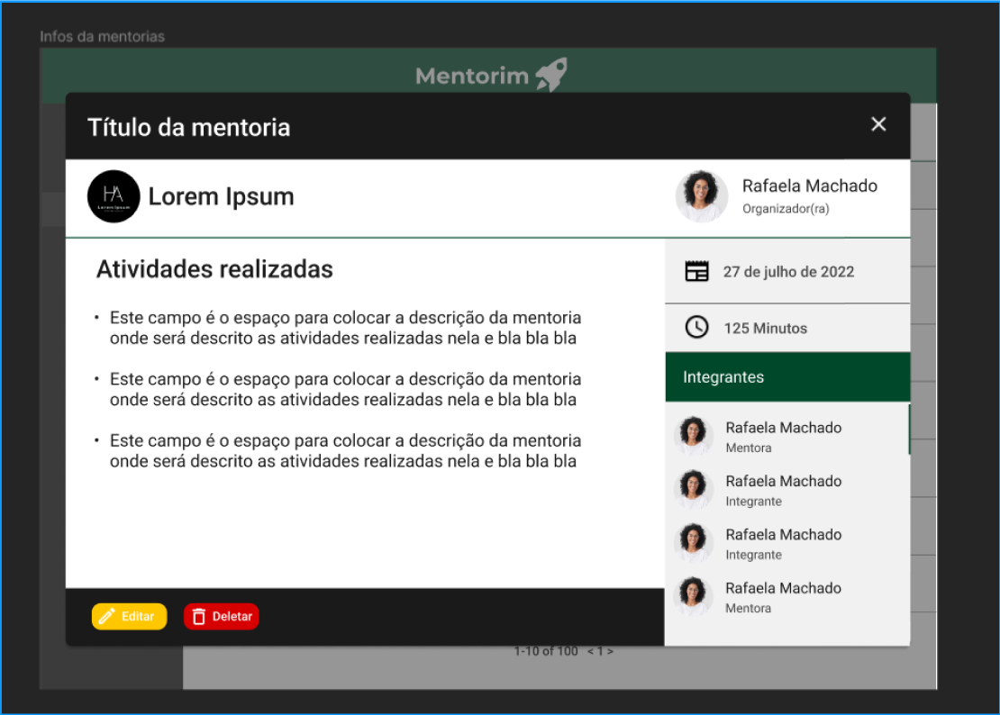 Infos da mentorias
Mentorim
Título da mentoria
HA
Lorem Ipsum
Lorem Ipsum
Rafaela Machado
Organizador(ra)
Atividades realizadas
• Este campo é o espaço para colocar a descrição da mentoria
onde será descrito as atividades realizadas nela e bla bla bla
• Este campo é o espaço para colocar a descrição da mentoria
onde será descrito as atividades realizadas nela e bla bla bla
• Este campo é o espaço para colocar a descrição da mentoria
onde será descrito as atividades realizadas nela e bla bla bla
27 de julho de 2022
125 Minutos
Integrantes
Rafaela Machado
Mentora
Rafaela Machado
Integrante
Rafaela Machado
Integrante
Rafaela Machado
Mentora
Editar
Deletar
1-10 of 100 < 1 >